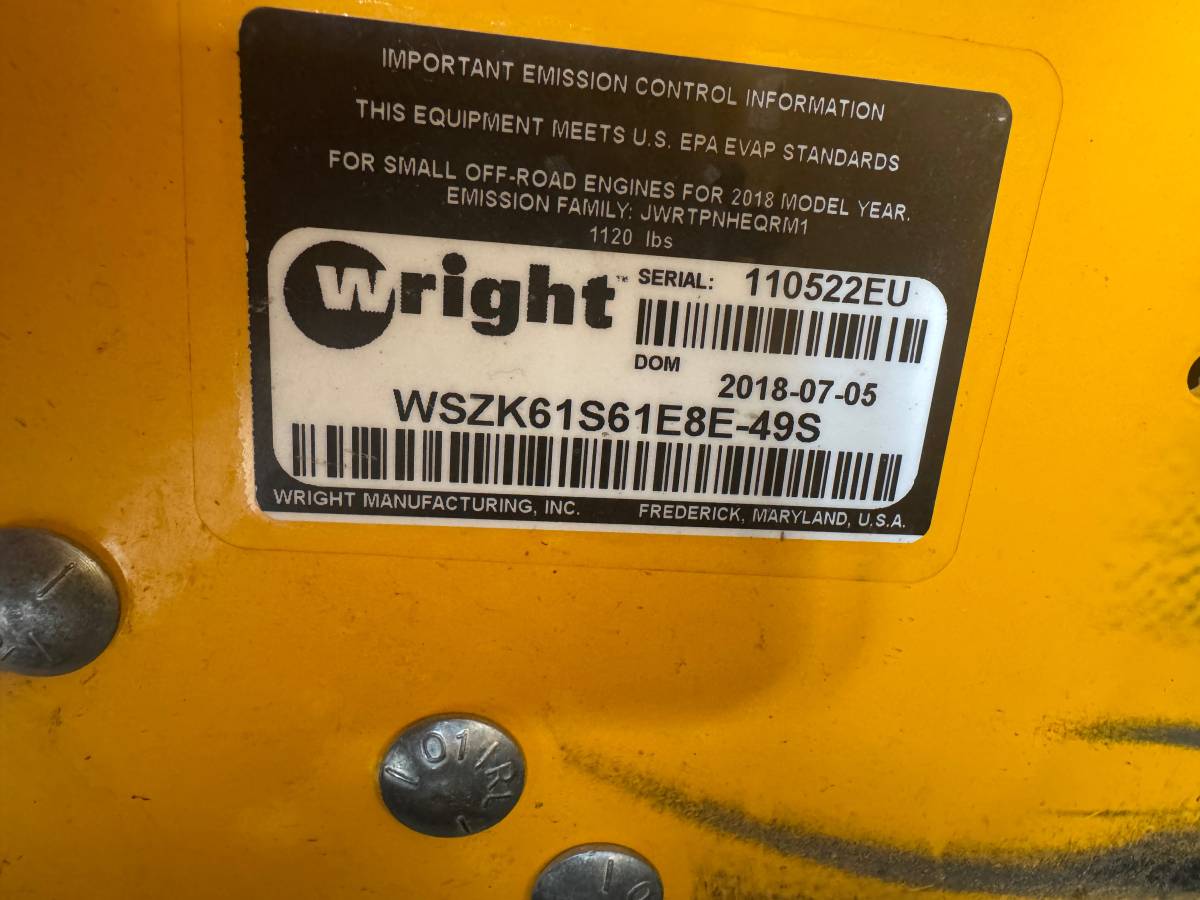 IMPORTANT EMISSION CONTROL INFORMATION
THIS EQUIPMENT MEETS U.S. EPA EVAP STANDARDS
FOR SMALL OFF-ROAD ENGINES FOR 2018 MODEL YEAR.
EMISSION FAMILY: JWRTPNHEQRM1
1120 lbs
wright™ SERIAL: 110522EU
DOM
2018-07-05
WSZK61S61E8E-49S
WRIGHT MANUFACTURING, INC. FREDERICK, MARYLAND, U.S.A.